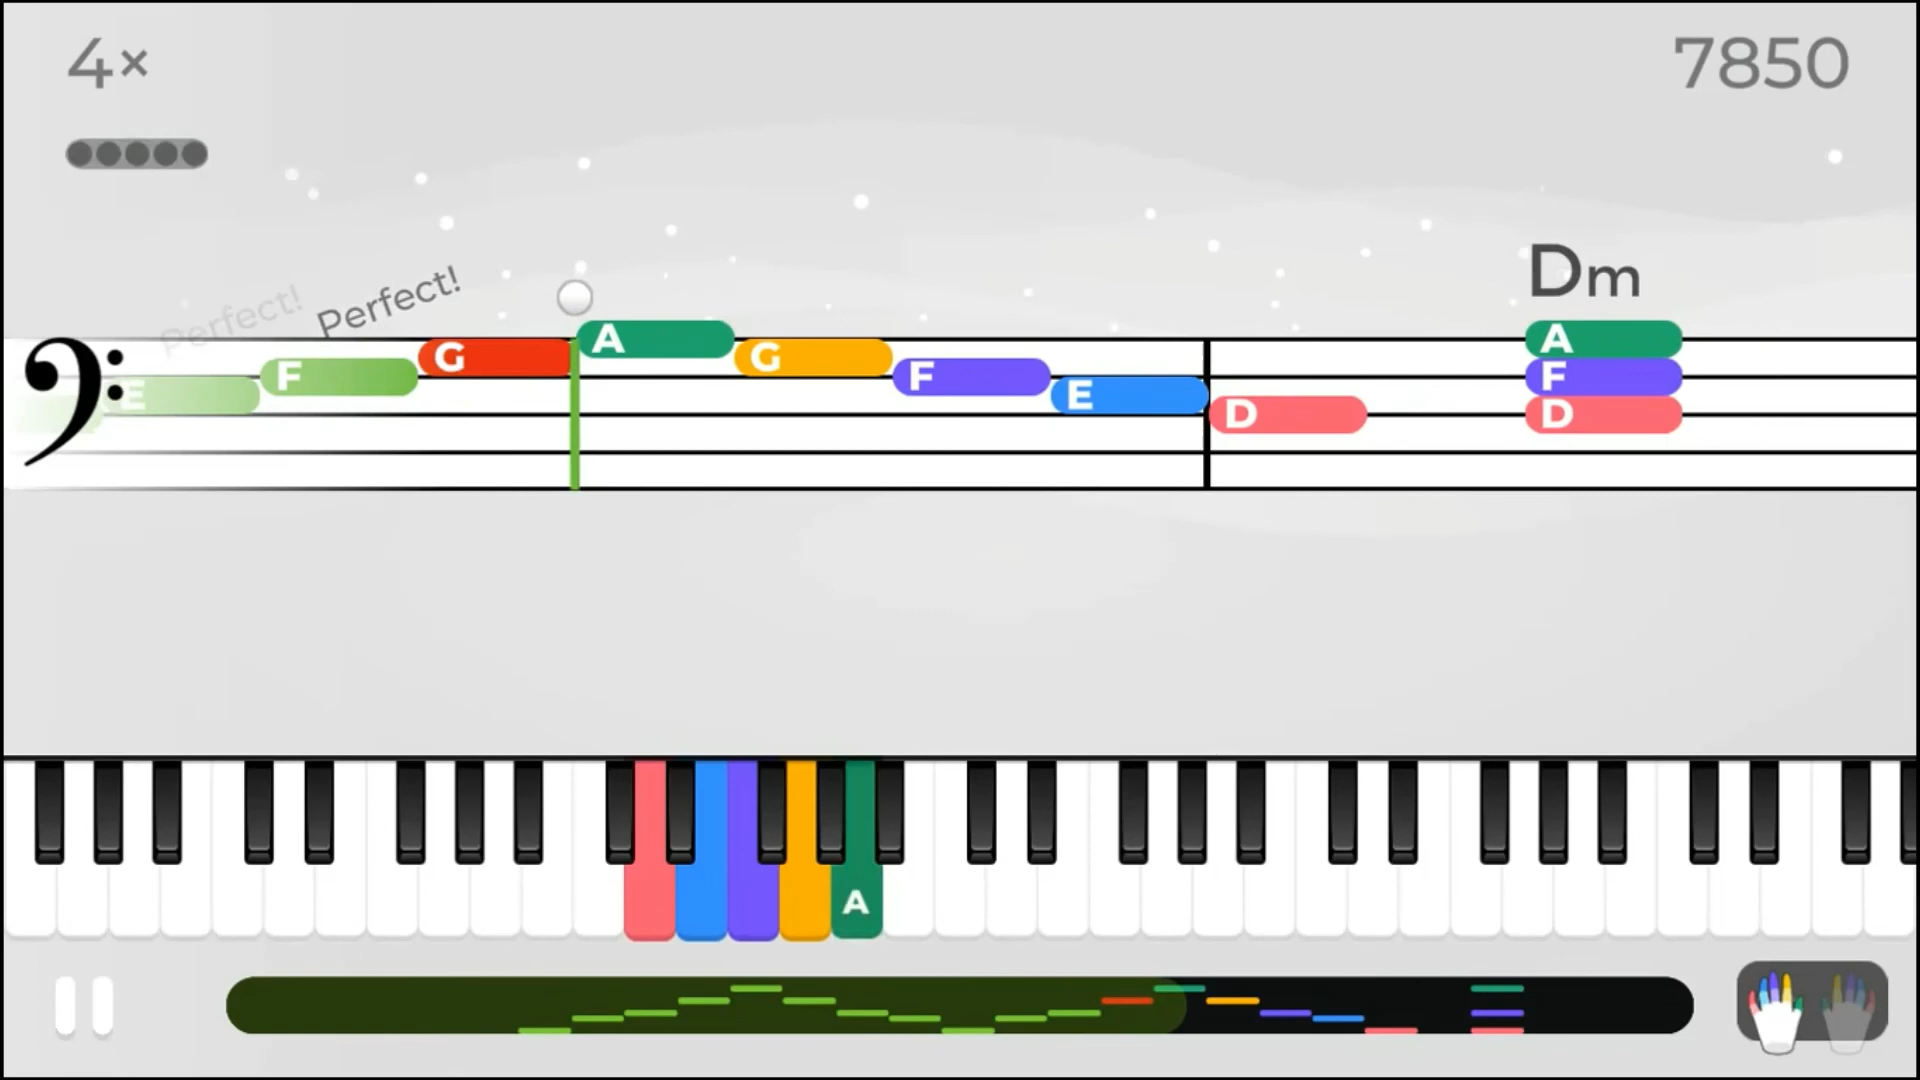 4×
7850
Perfect!
Perfect!
Dm
E F G A G F E D A
F
D
A